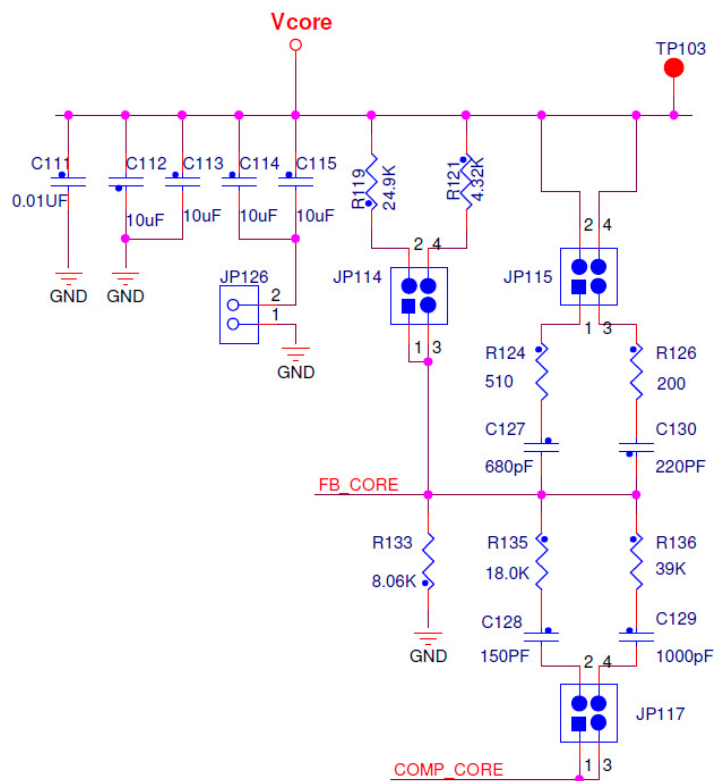 Vcore
TP103
C111
C112
C113
C114
C115
R119
24.9K
R121
4.32K
0.01UF
10uF
10uF
10uF
10uF
2
4
2
4
JP126
JP114
JP115
GND
GND
2
1
1
3
1
3
GND
R124
R126
510
200
C127
C130
680pF
220PF
FB_CORE
R133
R135
R136
8.06K
18.0K
39K
C128
C129
GND
150PF
2
4
1000pF
JP117
COMP_CORE
1
3